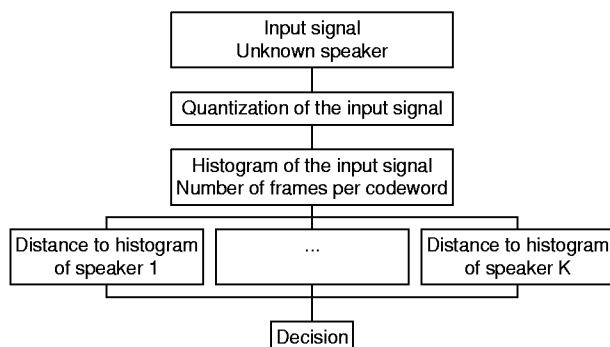 Input signal
Unknown speaker
Quantization of the input signal
Histogram of the input signal
Number of frames per codeword
Distance to histogram
of speaker 1
...
Distance to histogram
of speaker K
Decision